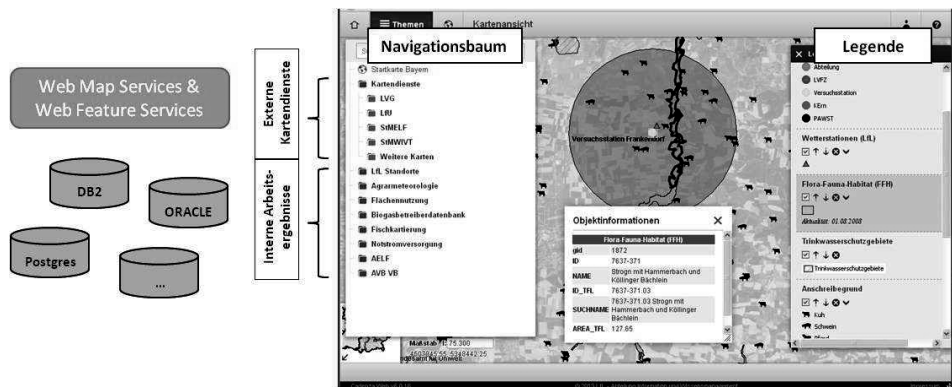 Web Map Services &
Web Feature Services
DB2
ORACLE
Postgres
...
Externe
Kartendienste
Interne Arbeits-
ergebnisse
Themen
Kartenansicht
Navigationsbaum
Startkarte Bayern
Kartendienste
LVG
LfU
StMELF
StMWIVT
Weitere Karten
LfL Standorte
Agrarmeteorologie
Flächennutzung
Biogasbetreiberdatenbank
Fischkartierung
Notstromversorgung
AELF
AVB VB
Maßstab 1: 75.300
Versuchsstation Frankendorf
Objektinformationen
Flora-Fauna-Habitat (FFH)
gid 1872
ID 7637-371
NAME Strogn mit Hammerbach und
Köllinger Bächlein
ID_TFL 7637-371.03
SUCHNAME 7637-371.03 Strogn mit
Hammerbach und Köllinger
Bächlein
AREA_TFL 127.65
Legende
Abteilung
LVFZ
Versuchsstation
KErn
PAWST
Wetterstationen (LfL)
Flora-Fauna-Habitat (FFH)
Aktualität: 01.08.2008
Trinkwasserschutzgebiete
Trinkwasserschutzgebiete
Anschreibegrund
Kuh
Schwein
Pferd